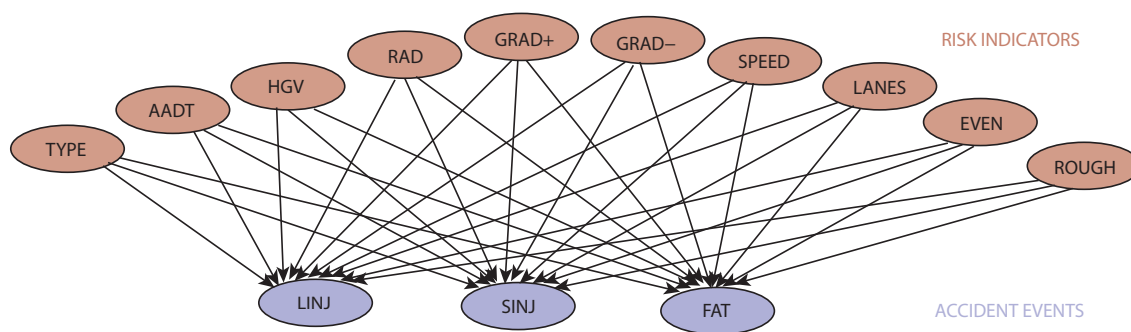 GRAD+
GRAD–
RISK INDICATORS
RAD
SPEED
HGV
LANES
AADT
EVEN
TYPE
ROUGH
LINJ
SINJ
FAT
ACCIDENT EVENTS